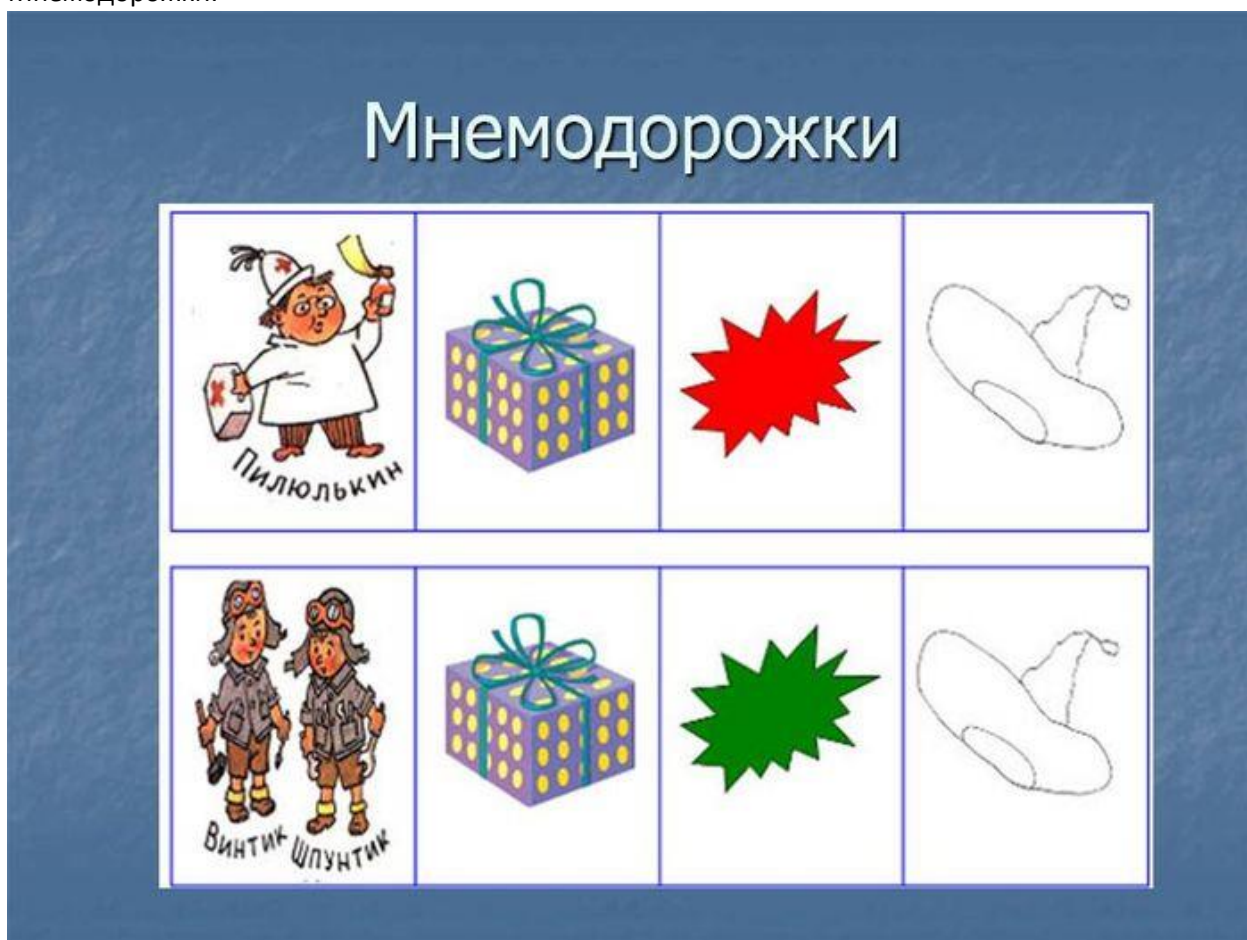 Мнемодорожки
Пилюлькин
Винтик Шпунтик